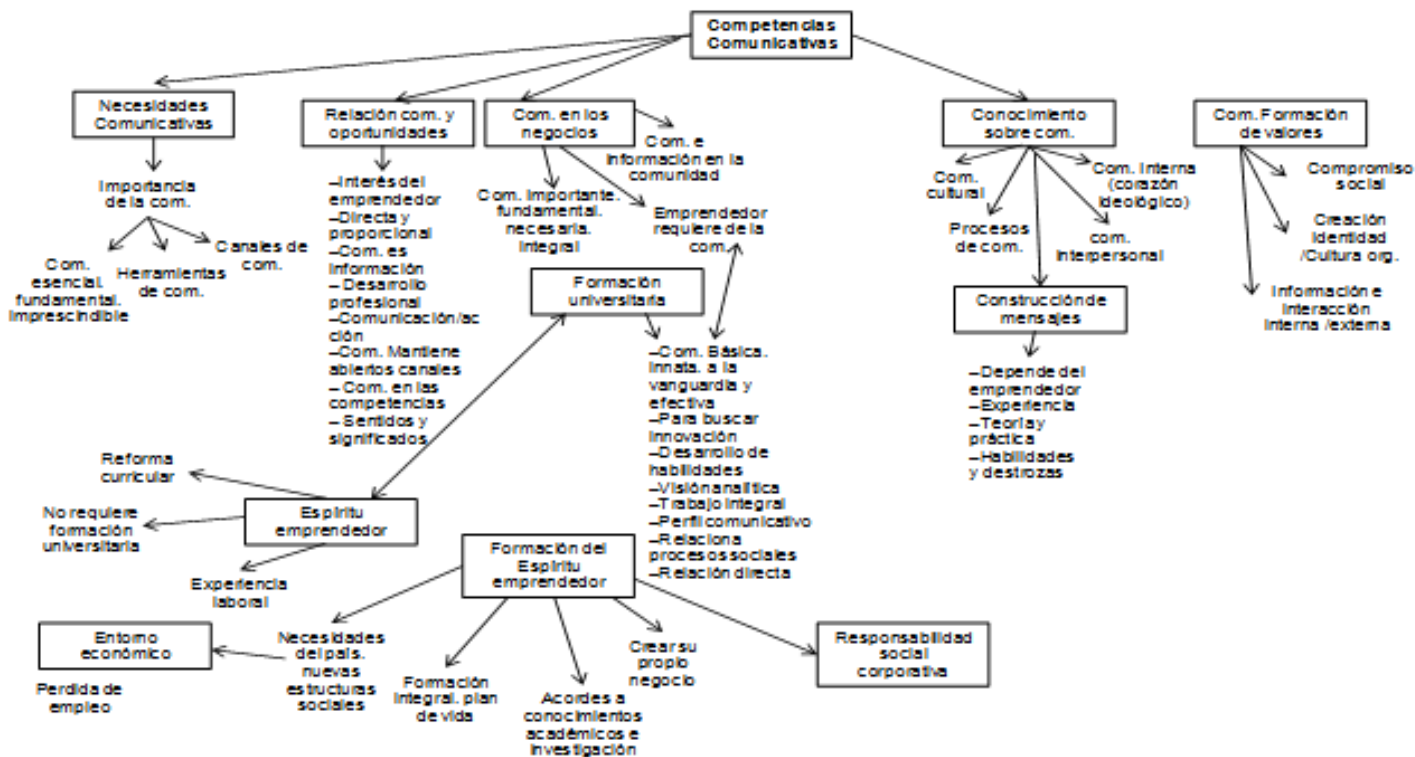 Competencias
Comunicativas
Necesidades
Comunicativas
Relación com. y
oportunidades
Com. en los
negocios
Conocimiento
sobre com.
Com. Formación
de valores
Importancia
de la com.
Com.
esencial.
fundamental.
Imprescindible
Herramientas
de com.
Canales de
com.
–Interés del
emprendedor
–Directa y
proporcional
–Com. es
Información
– Desarrollo
profesional
–Comunicación/ac
ción
–Com. Mantiene
abiertos canales
– Com. en las
competencias
– Sentidos y
significados
Com. e
Información en la
comunidad
Com. Importante.
fundamental.
necesaria.
Integral
Emprendedor
requiere de la
com.
Com.
cultural
Procesos
de com.
Com. Interna
(corazón
Ideológico)
com.
Interpersonal
Compromiso
social
Creación
Identidad
/Cultura org.
Información e
Interacción
Interna /externa
Formación
universitaria
Construcción de
mensajes
–Com. Básica.
Innata. a la
vanguardia y
efectiva
–Para buscar
Innovación
–Desarrollo de
habilidades
–Visión analítica
–Trabajo Integral
–Perfil comunicativo
–Relaciona
procesos sociales
–Relación directa
–Depende del
emprendedor
–Experiencia
–Teoría y
práctica
–Habilidades
y destrozas
Reforma
curricular
No requiere
formación
universitaria
Espíritu
emprendedor
Experiencia
laboral
Formación del
Espíritu
emprendedor
Entorno
económico
Perdida de
empleo
Necesidades
del país.
nuevas
estructuras
sociales
Formación
Integral. plan
de vida
Acordes a
conocimientos
académicos e
Investigación
Crear su
propio
negocio
Responsabilidad
social
corporativa